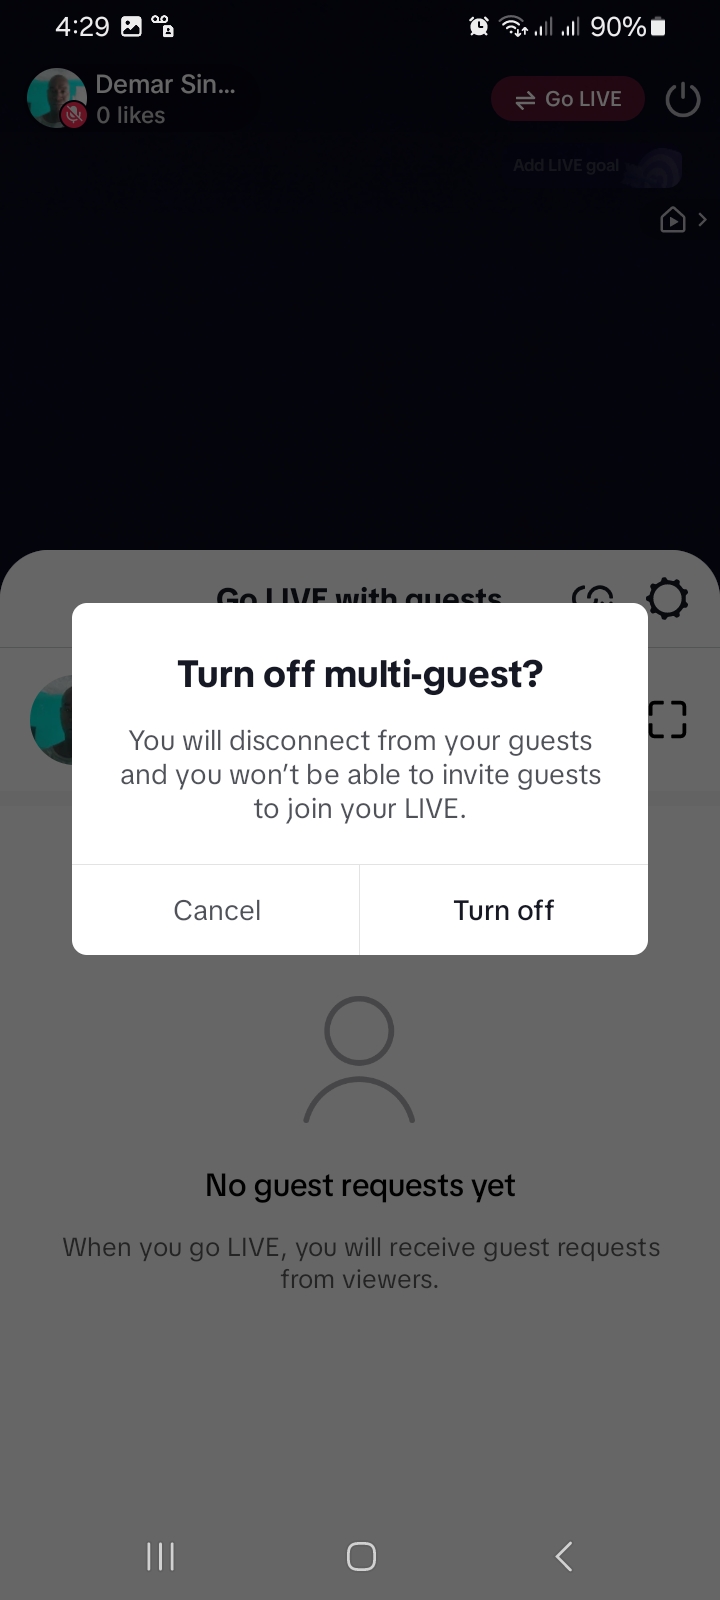 4:29
90%
Demar Sin...
0 likes
Go LIVE
Add LIVE goal
Go LIVE with guests
Turn off multi-guest?
You will disconnect from your guests
and you won’t be able to invite guests
to join your LIVE.
Cancel
Turn off
No guest requests yet
When you go LIVE, you will receive guest requests
from viewers.